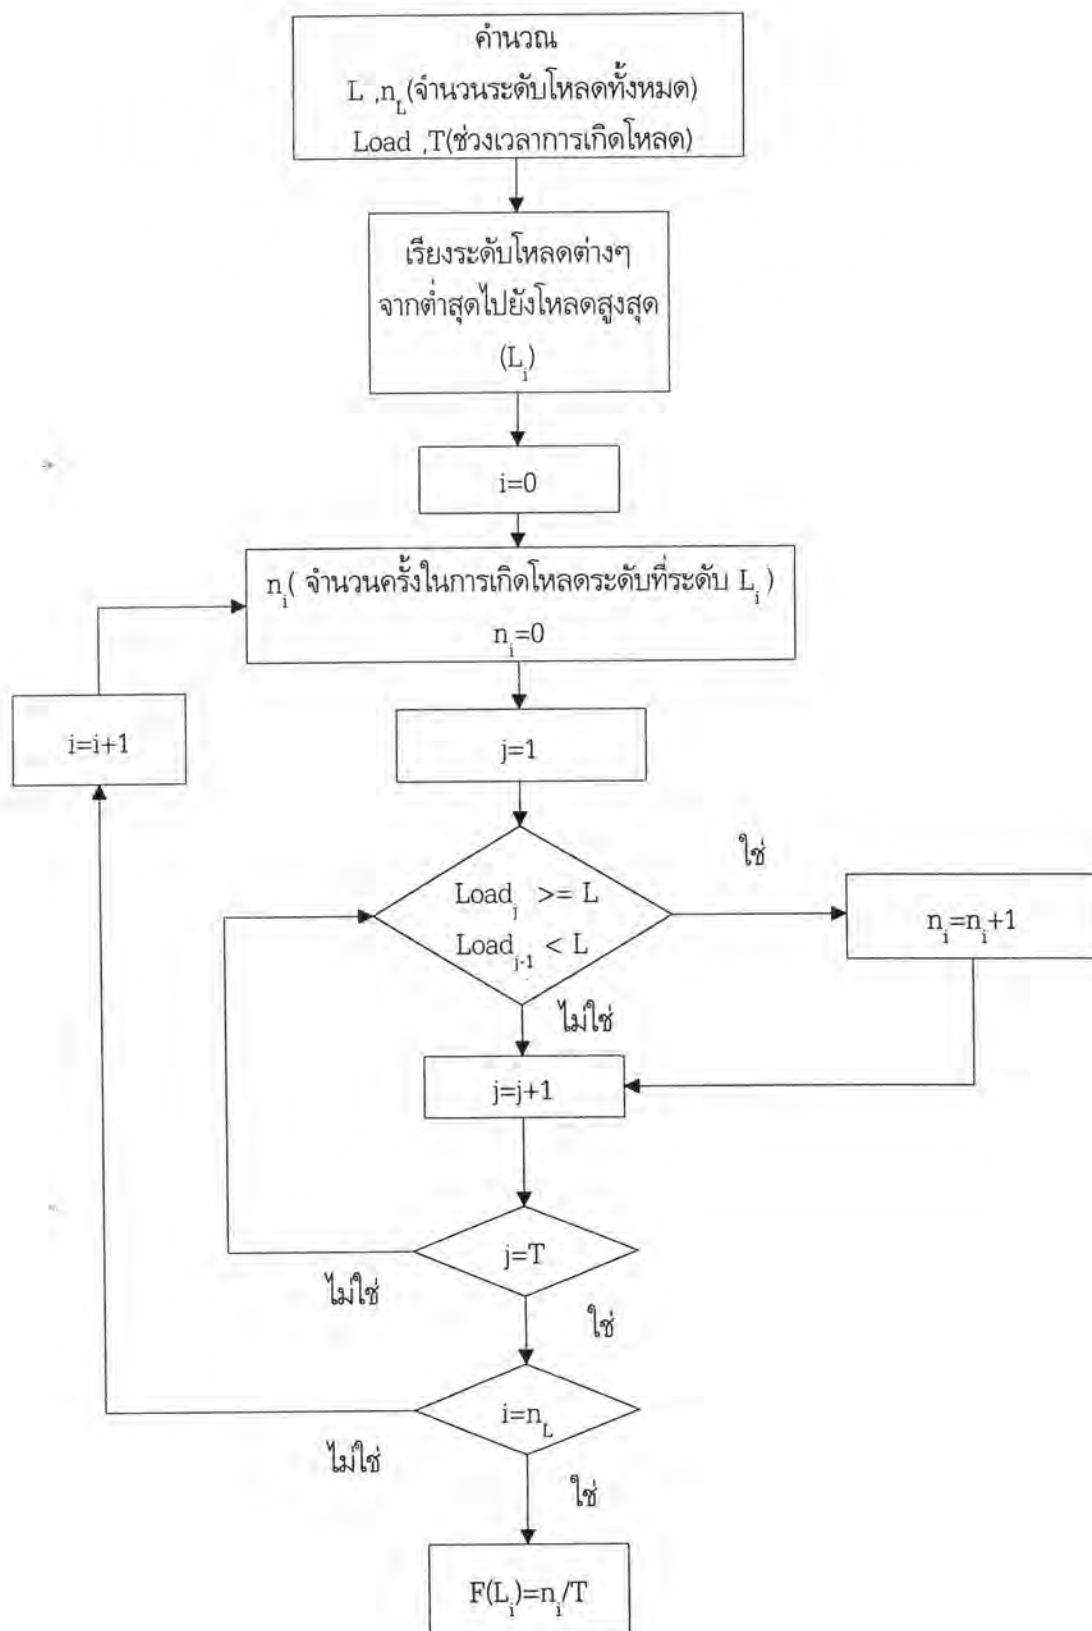 คำนวณ
L ,n_L(จำนวนระดับโหลดทั้งหมด)
Load ,T(ช่วงเวลาการเกิดโหลด)
เรียงระดับโหลดต่างๆ
จากต่ำสุดไปยังโหลดสูงสุด
(L_i)
i=0
n_i( จำนวนครั้งในการเกิดโหลดระดับที่ระดับ L_i )
n_i=0
i=i+1
j=1
ใช่
Load_j >= L
Load_j-1 < L
n_i=n_i+1
ไม่ใช่
j=j+1
j=T
ไม่ใช่
ใช่
i=n_L
ไม่ใช่
ใช่
F(L_i)=n_i/T